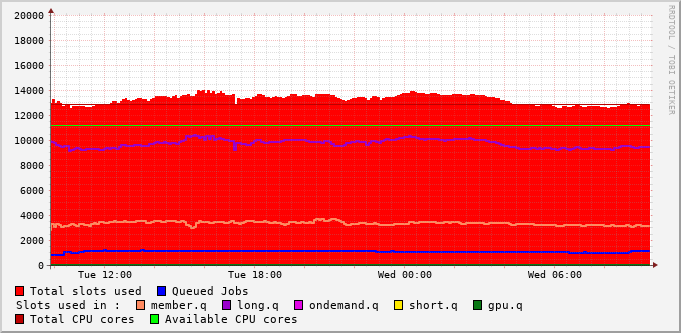 20000
18000
16000
14000
12000
10000
8000
6000
4000
2000
0
Tue 12:00 Tue 18:00 Wed 00:00 Wed 06:00
RRDTOOL / TOBI OETIKER
Total slots used Queued Jobs
Slots used in : member.q long.q ondemand.q short.q gpu.q
Total CPU cores Available CPU cores